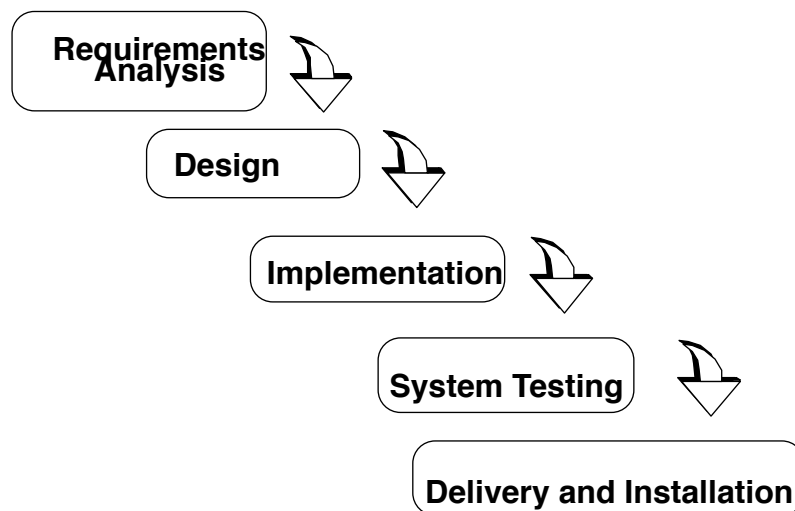 Requirements
Analysis
Design
Implementation
System Testing
Delivery and Installation